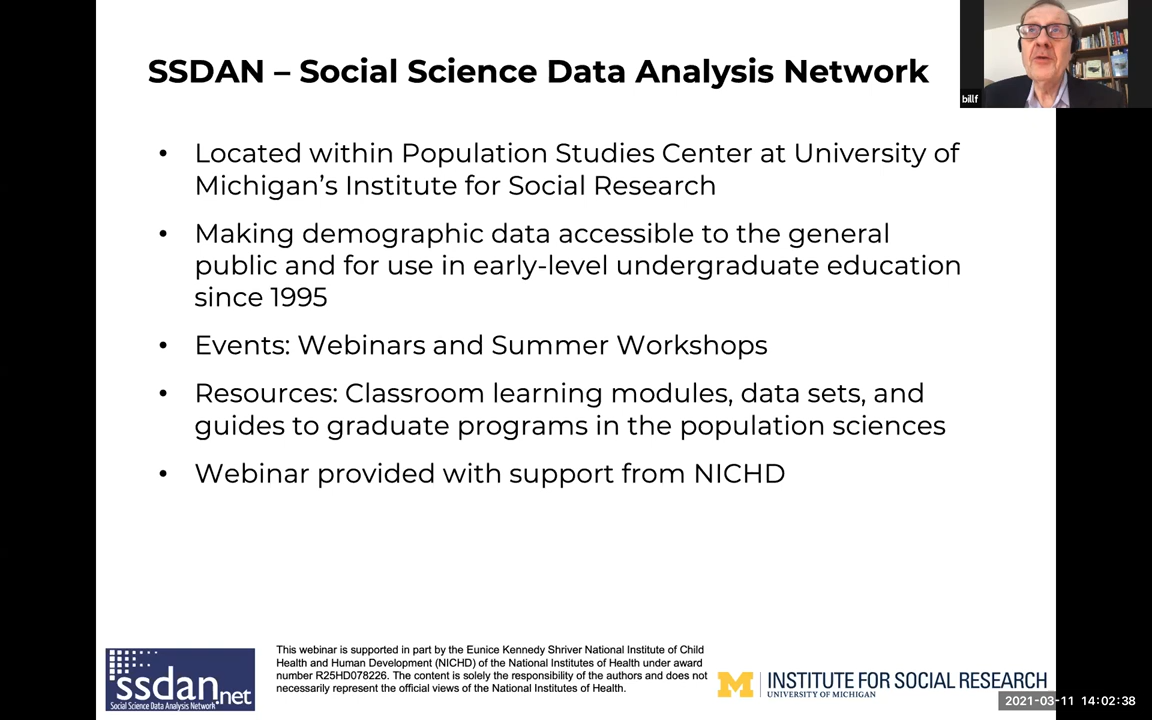 SSDAN – Social Science Data Analysis Network
billf
• Located within Population Studies Center at University of
Michigan’s Institute for Social Research
• Making demographic data accessible to the general
public and for use in early-level undergraduate education
since 1995
• Events: Webinars and Summer Workshops
• Resources: Classroom learning modules, data sets, and
guides to graduate programs in the population sciences
• Webinar provided with support from NICHD
ssdan.net
Social Science Data Analysis Network
This webinar is supported in part by the Eunice Kennedy Shriver National Institute of Child
Health and Human Development (NICHD) of the National Institutes of Health under award
number R25HD078226. The content is solely the responsibility of the authors and does not
necessarily represent the official views of the National Institutes of Health.
M
INSTITUTE FOR SOCIAL RESEARCH
UNIVERSITY OF MICHIGAN
2021-03-11 14:02:38